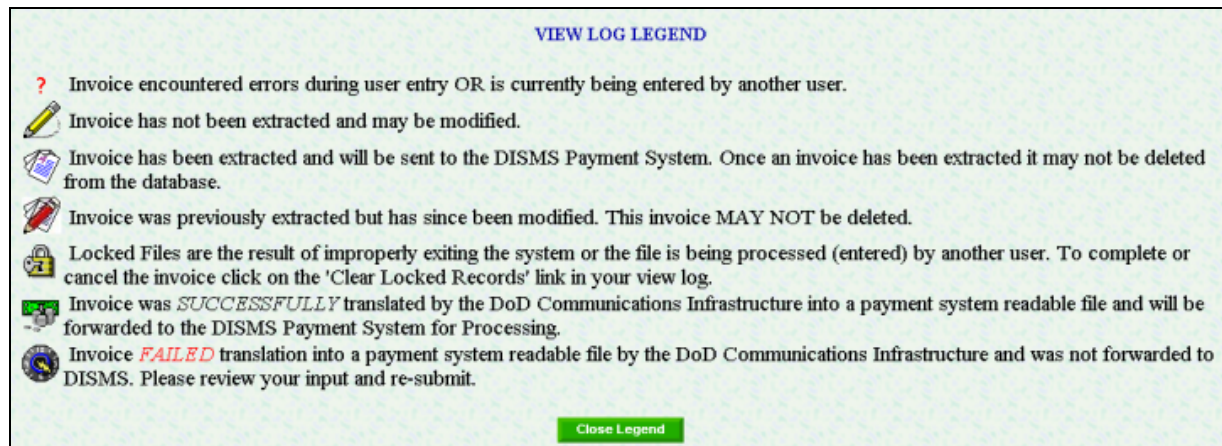 VIEW LOG LEGEND
? Invoice encountered errors during user entry OR is currently being entered by another user.
Invoice has not been extracted and may be modified.
Invoice has been extracted and will be sent to the DISMS Payment System. Once an invoice has been extracted it may not be deleted
from the database.
Invoice was previously extracted but has since been modified. This invoice MAY NOT be deleted.
Locked Files are the result of improperly exiting the system or the file is being processed (entered) by another user. To complete or
cancel the invoice click on the 'Clear Locked Records' link in your view log.
Invoice was SUCCESSFULLY translated by the DoD Communications Infrastructure into a payment system readable file and will be
forwarded to the DISMS Payment System for Processing.
Invoice FAILED translation into a payment system readable file by the DoD Communications Infrastructure and was not forwarded to
DISMS. Please review your input and re-submit.
Close Legend